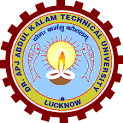 DR. APJ ABDUL KALAM TECHNICAL UNIVERSITY
LUCKNOW